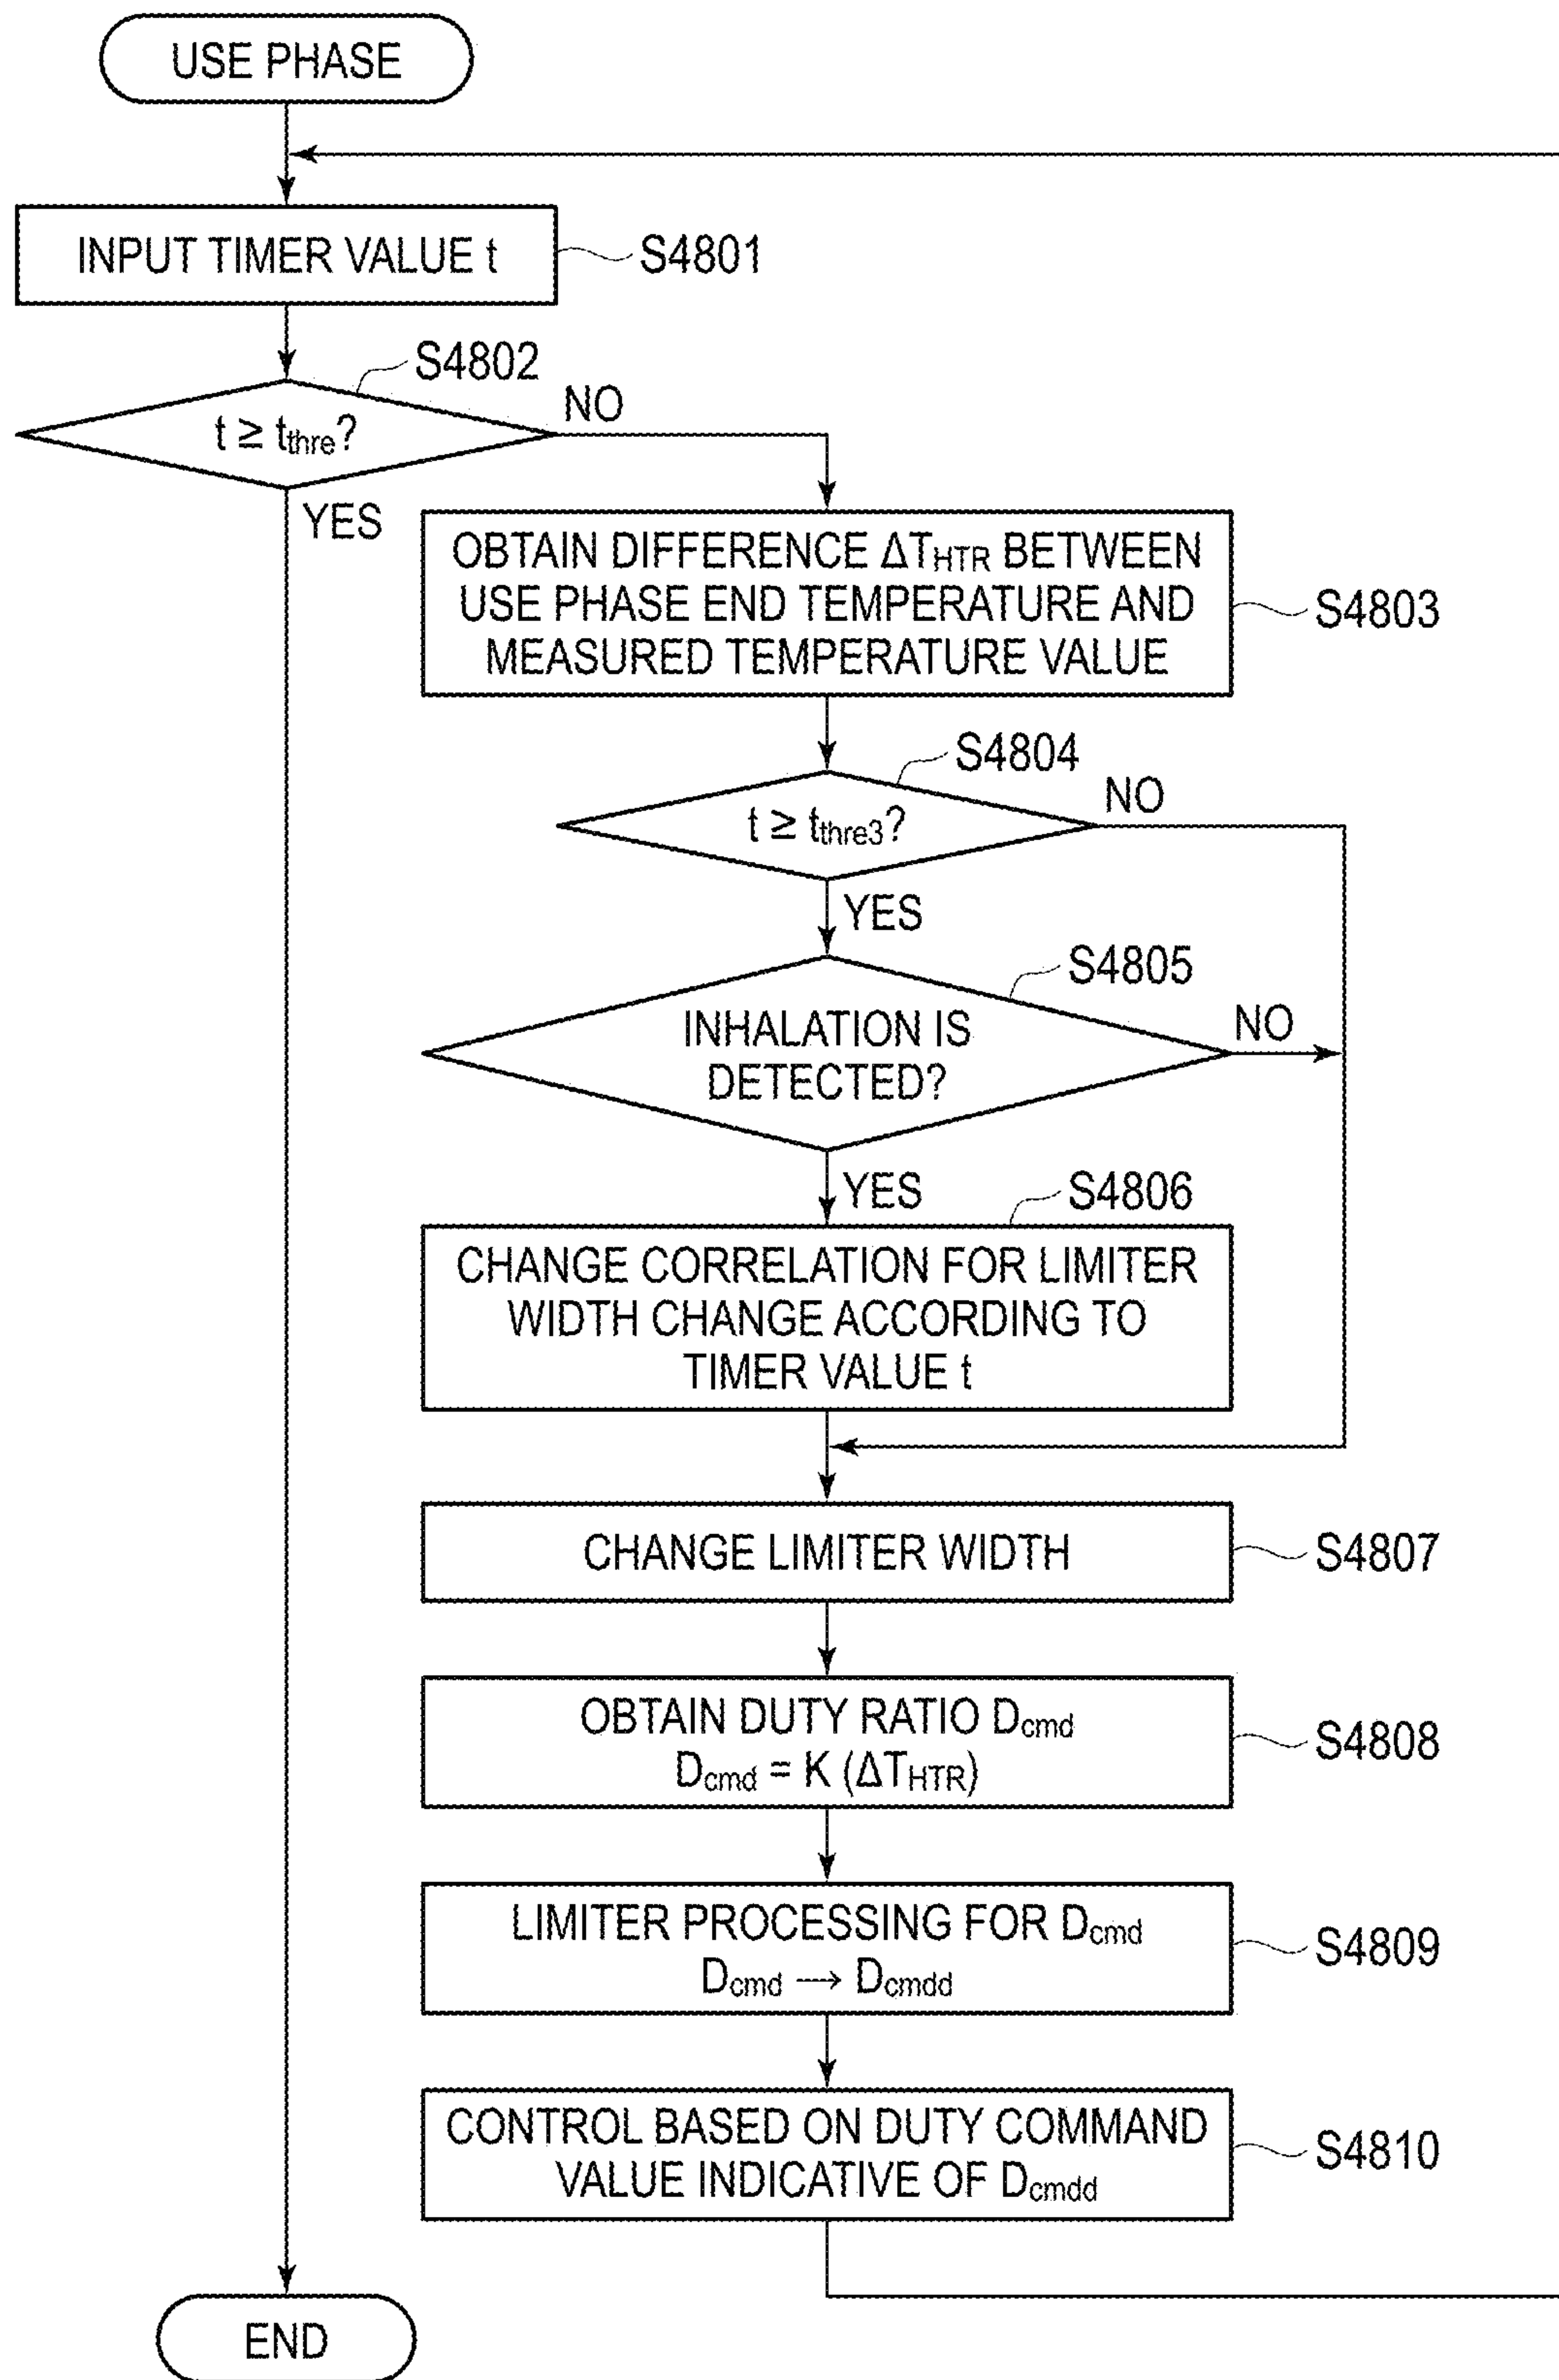 USE PHASE
INPUT TIMER VALUE t
S4801
S4802
t ≥ tthre?
NO
YES
OBTAIN DIFFERENCE ΔTHTR BETWEEN
USE PHASE END TEMPERATURE AND
MEASURED TEMPERATURE VALUE
S4803
S4804
t ≥ tthre3?
NO
YES
S4805
INHALATION IS
DETECTED?
NO
YES
S4806
CHANGE CORRELATION FOR LIMITER
WIDTH CHANGE ACCORDING TO
TIMER VALUE t
CHANGE LIMITER WIDTH
S4807
OBTAIN DUTY RATIO Dcmd
Dcmd = K (ΔTHTR)
S4808
LIMITER PROCESSING FOR Dcmd
Dcmd → Dcmdd
S4809
CONTROL BASED ON DUTY COMMAND
VALUE INDICATIVE OF Dcmdd
S4810
END